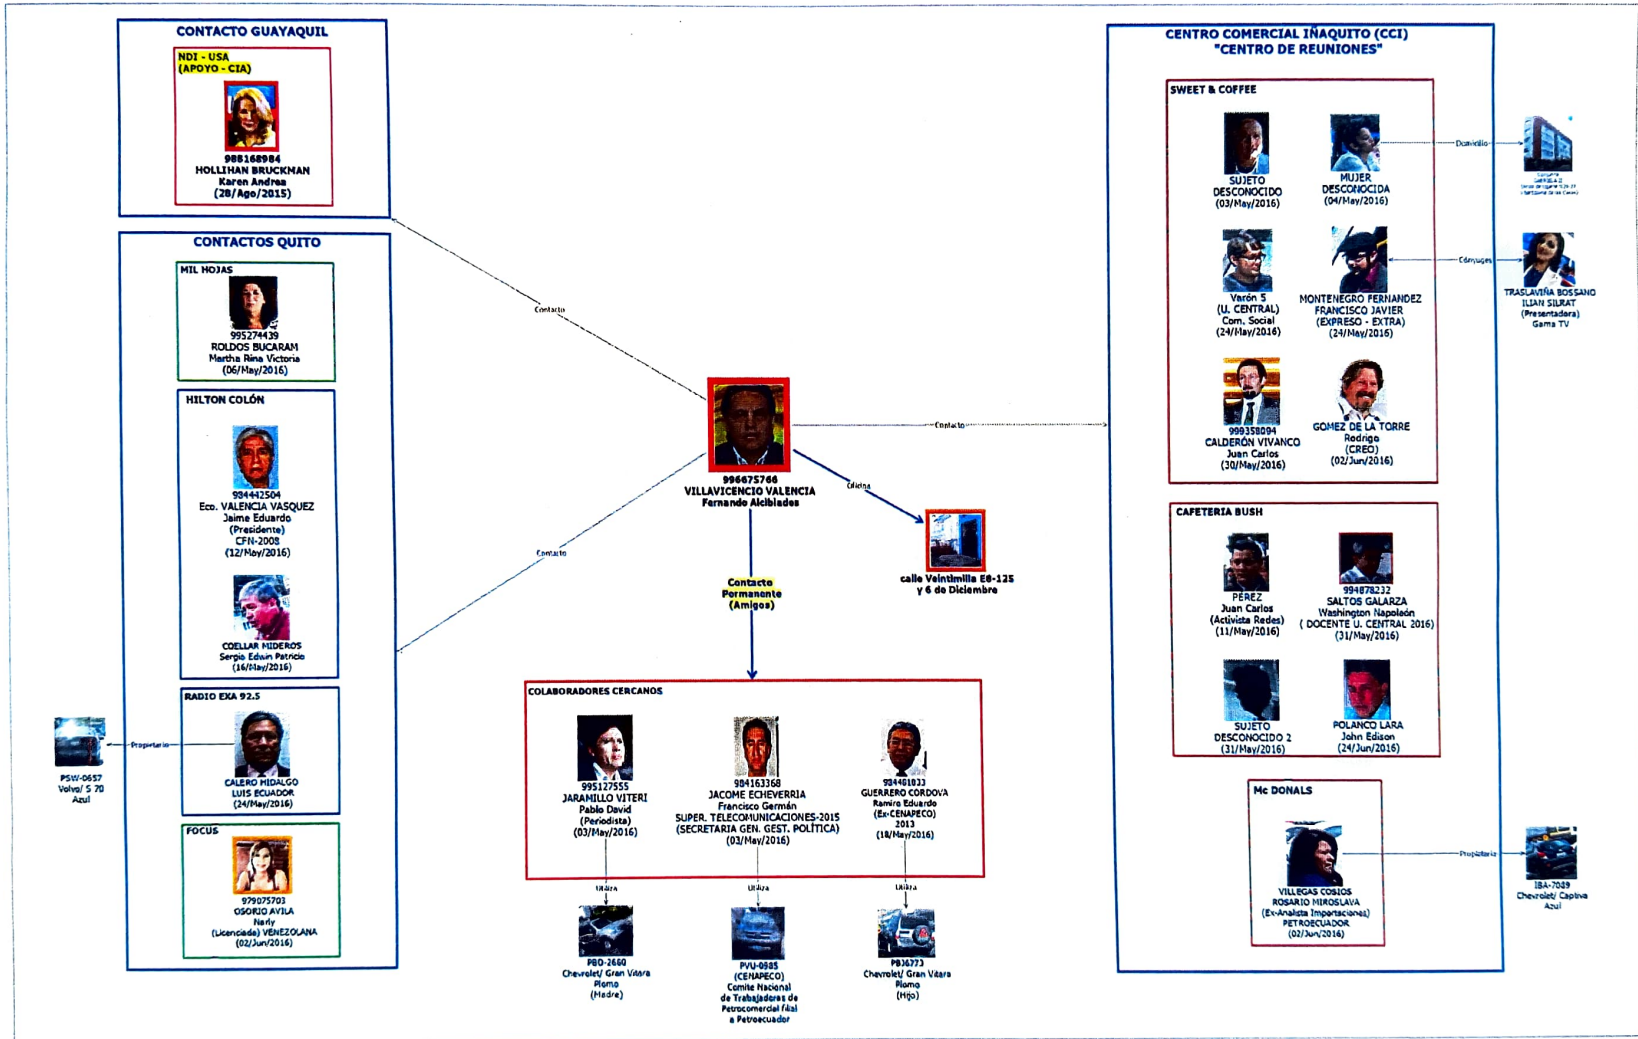 CONTACTO GUAYAQUIL
NDI - USA
(APOYO - CIA)
988168984
HOLLIHAN BRUCKMAN
Karen Andrea
(28/Ago/2015)
CONTACTOS QUITO
MIL HOJAS
995274439
ROLDOS BUCARAM
Martha Rina Victoria
(06/May/2016)
HILTON COLÓN
984442504
Eco. VALENCIA VASQUEZ
Jaime Eduardo
(Presidente)
CFN-2008
(12/May/2016)
COELLAR MIDEROS
Sergio Edwin Patricio
(16/May/2016)
RADIO EXA 92.5
CALERO HIDALGO
LUIS ECUADOR
(24/May/2016)
Propietario
PSW-0657
Volvo/ S 70
Azul
FOCUS
979075703
OSORIO AVILA
Narly
(Licenciada) VENEZOLANA
(02/Jun/2016)
Contacto
Contacto
Contacto
996675766
VILLAVICENCIO VALENCIA
Fernando Alcibiades
Oficina
calle Veintimilla E8-125
y 6 de Diciembre
Contacto
Permanente
(Amigos)
COLABORADORES CERCANOS
995127555
JARAMILLO VITERI
Pablo David
(Periodista)
(03/May/2016)
984163368
JACOME ECHEVERRIA
Francisco Germán
SUPER. TELECOMUNICACIONES-2015
(SECRETARIA GEN. GEST. POLÍTICA)
(03/May/2016)
GUERRERO CORDOVA
Ramiro Eduardo
(Ex-CENAPECO)
2013
(18/May/2016)
Utiliza
Utiliza
Utiliza
PBO-2660
Chevrolet/ Gran Vitara
Plomo
(Madre)
PVU-0985
(CENAPECO)
Comite Nacional
de Trabajadores de
Petrocomercial filial
a Petroecuador
PBJ6773
Chevrolet/ Gran Vitara
Plomo
(Hijo)
CENTRO COMERCIAL IÑAQUITO (CCI)
"CENTRO DE REUNIONES"
SWEET & COFFEE
SUJETO
DESCONOCIDO
(03/May/2016)
MUJER
DESCONOCIDA
(04/May/2016)
Domicilio
Varón 5
(U. CENTRAL)
Com. Social
(24/May/2016)
MONTENEGRO FERNANDEZ
FRANCISCO JAVIER
(EXPRESO - EXTRA)
(24/May/2016)
Cónyuges
TRASLAVIÑA BOSSANO
ILIAN SILRAT
(Presentadora)
Gama TV
999358094
CALDERÓN VIVANCO
Juan Carlos
(30/May/2016)
GOMEZ DE LA TORRE
Rodrigo
(CREO)
(02/Jun/2016)
CAFETERIA BUSH
PEREZ
Juan Carlos
(Activista Redes)
(11/May/2016)
994878232
SALTOS GALARZA
Washington Napoleón
( DOCENTE U. CENTRAL 2016)
(31/May/2016)
SUJETO
DESCONOCIDO 2
(31/May/2016)
POLANCO LARA
John Edison
(24/Jun/2016)
Mc DONALS
VILLEGAS COSIOS
ROSARIO MIROSLAVA
(Ex-Analista Importaciones)
PETROECUADOR
(02/Jun/2016)
Propietario
IBA-7089
Chevrolet/ Captiva
Azul